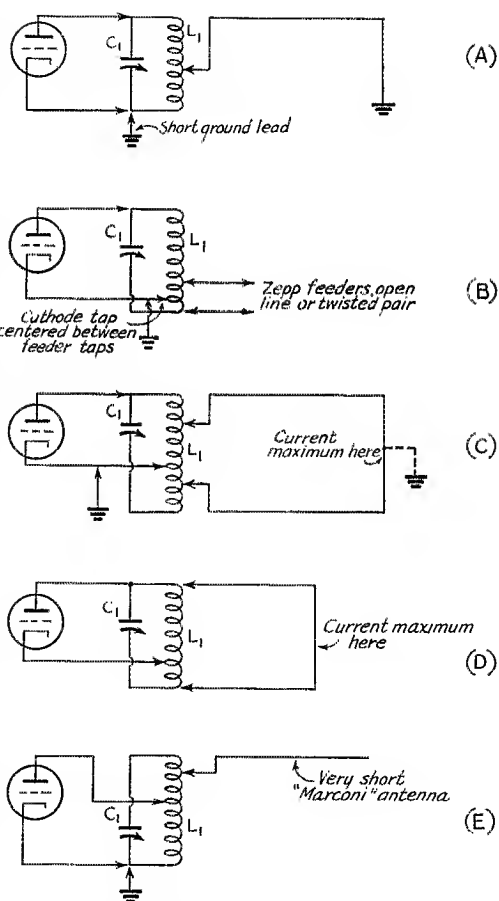 C1
L1
(A)
Short ground lead
C1
L1
(B)
Zepp feeders, open
line or twisted pair
Cuthode tap
centered between
feeder taps
C1
L1
Current
maximum here
(C)
C1
L1
Current maximum
here
(D)
C1
L1
Very short
"Marconi" antenna
(E)